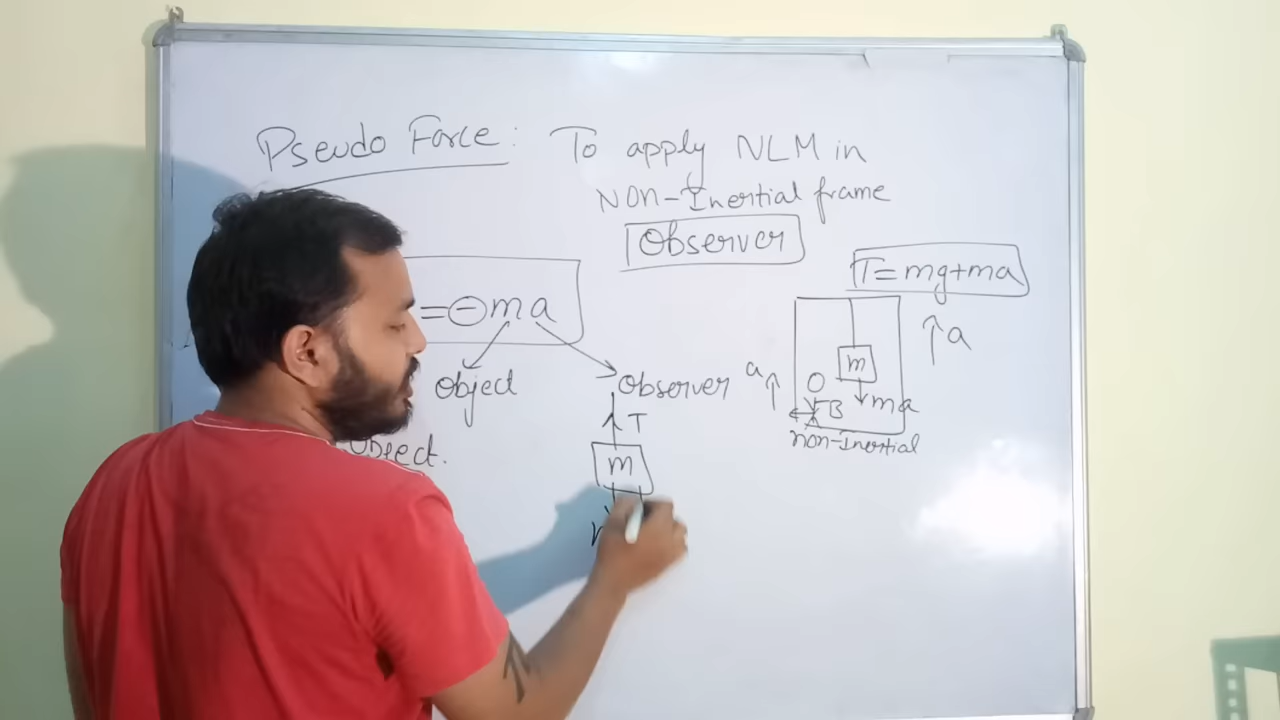 Pseudo Force: To apply NLM in
NON-Inertial frame
Observer
T=mg+ma
= -ma
a
m
a
O
B
ma
non-Inertial
Object
Observer
Object.
T
m